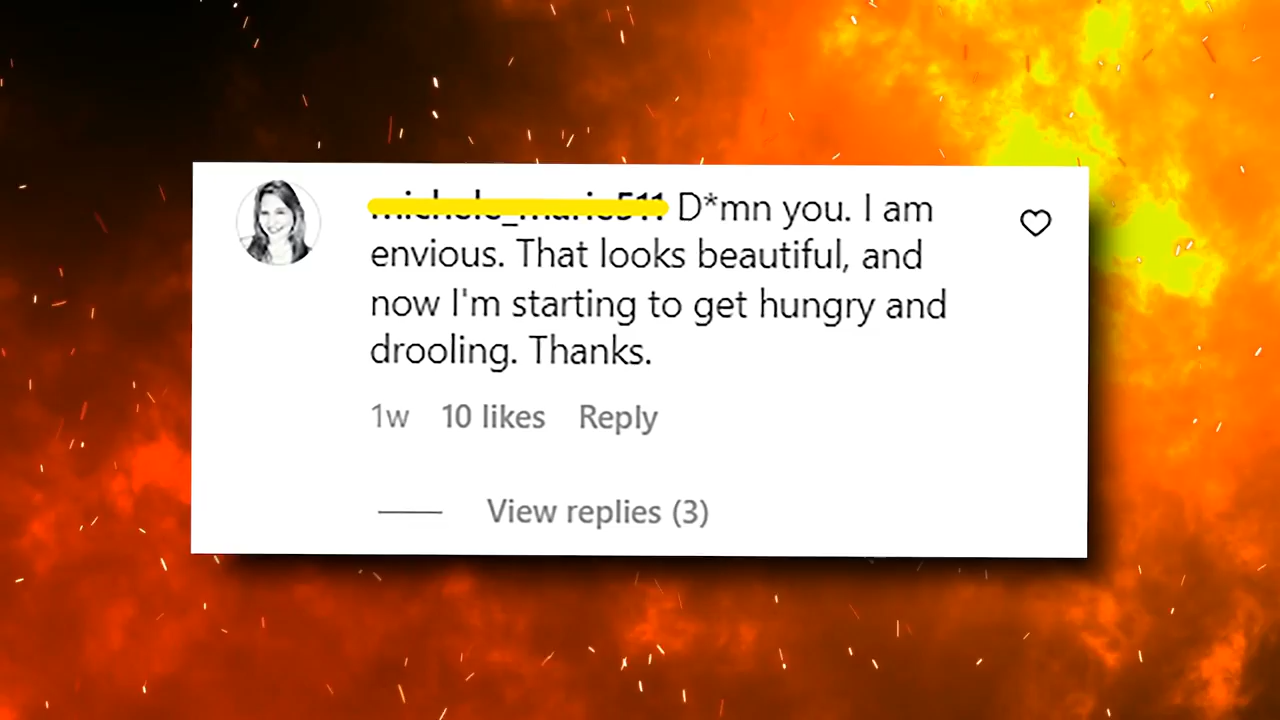 D*mn you. I am
envious. That looks beautiful, and
now I'm starting to get hungry and
drooling. Thanks.
1w 10 likes Reply
View replies (3)